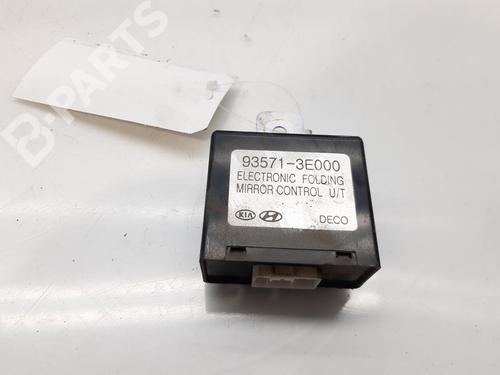 B-PARTS
93571-3E000
ELECTRONIC FOLDING
MIRROR CONTROL U/T
KIA
DECO